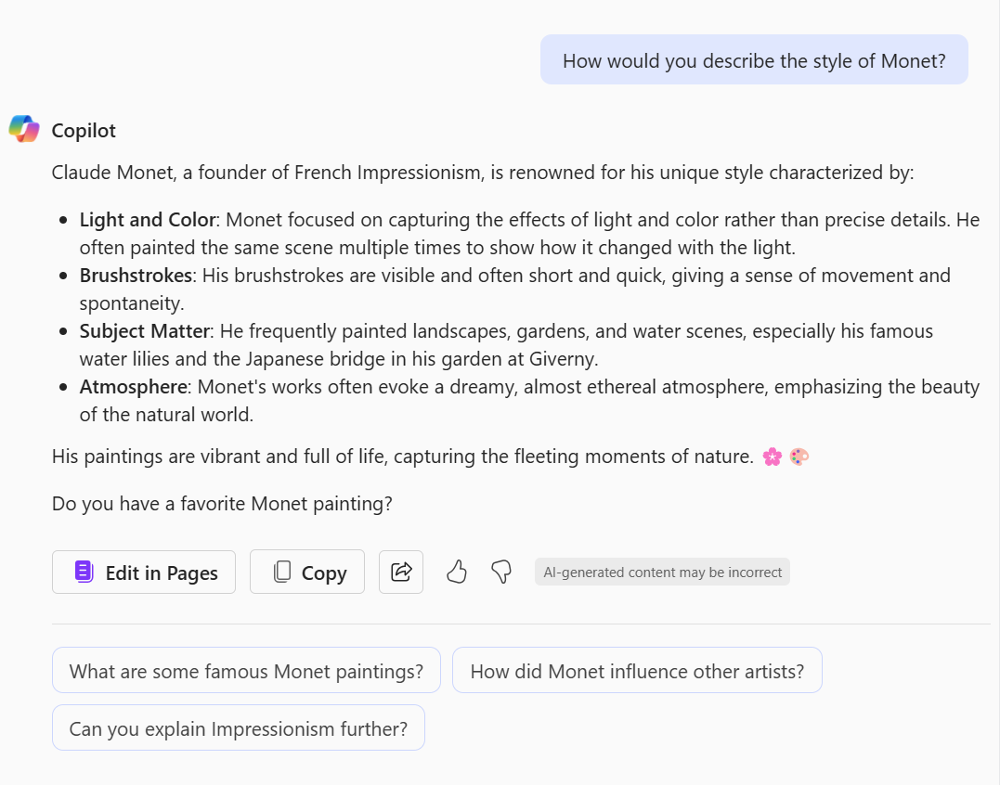 How would you describe the style of Monet?
Copilot
Claude Monet, a founder of French Impressionism, is renowned for his unique style characterized by:
• Light and Color: Monet focused on capturing the effects of light and color rather than precise details. He
often painted the same scene multiple times to show how it changed with the light.
• Brushstrokes: His brushstrokes are visible and often short and quick, giving a sense of movement and
spontaneity.
• Subject Matter: He frequently painted landscapes, gardens, and water scenes, especially his famous
water lilies and the Japanese bridge in his garden at Giverny.
• Atmosphere: Monet's works often evoke a dreamy, almost ethereal atmosphere, emphasizing the beauty
of the natural world.
His paintings are vibrant and full of life, capturing the fleeting moments of nature. 🌸 🎨
Do you have a favorite Monet painting?
Edit in Pages Copy AI-generated content may be incorrect
What are some famous Monet paintings? How did Monet influence other artists?
Can you explain Impressionism further?